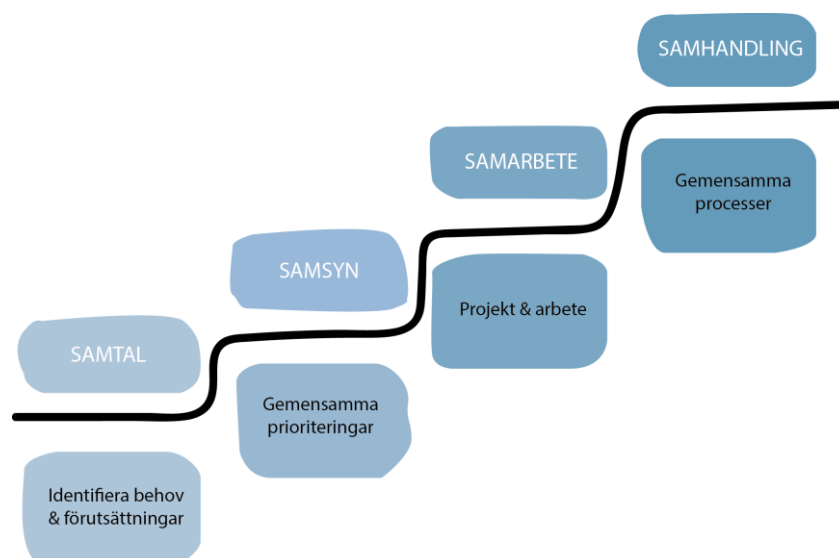 SAMTAL
Identifiera behov
& förutsättningar
SAMSYN
Gemensamma
prioriteringar
SAMARBETE
Projekt & arbete
SAMHANDLING
Gemensamma
processer